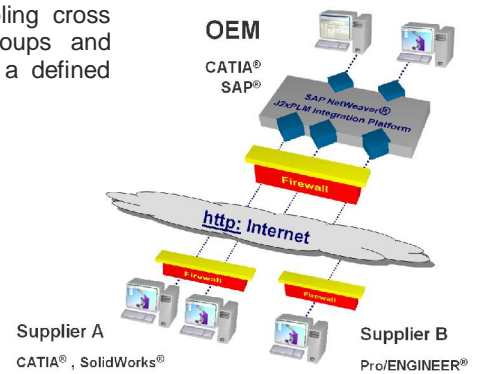 ling cross
oups and
a defined
OEM
CATIA®
SAP®
SAP NetWeaver®
J2xPLM Integration Platform
Firewall
http: Internet
Firewall
Firewall
Supplier A
CATIA® , SolidWorks®
Supplier B
Pro/ENGINEER®